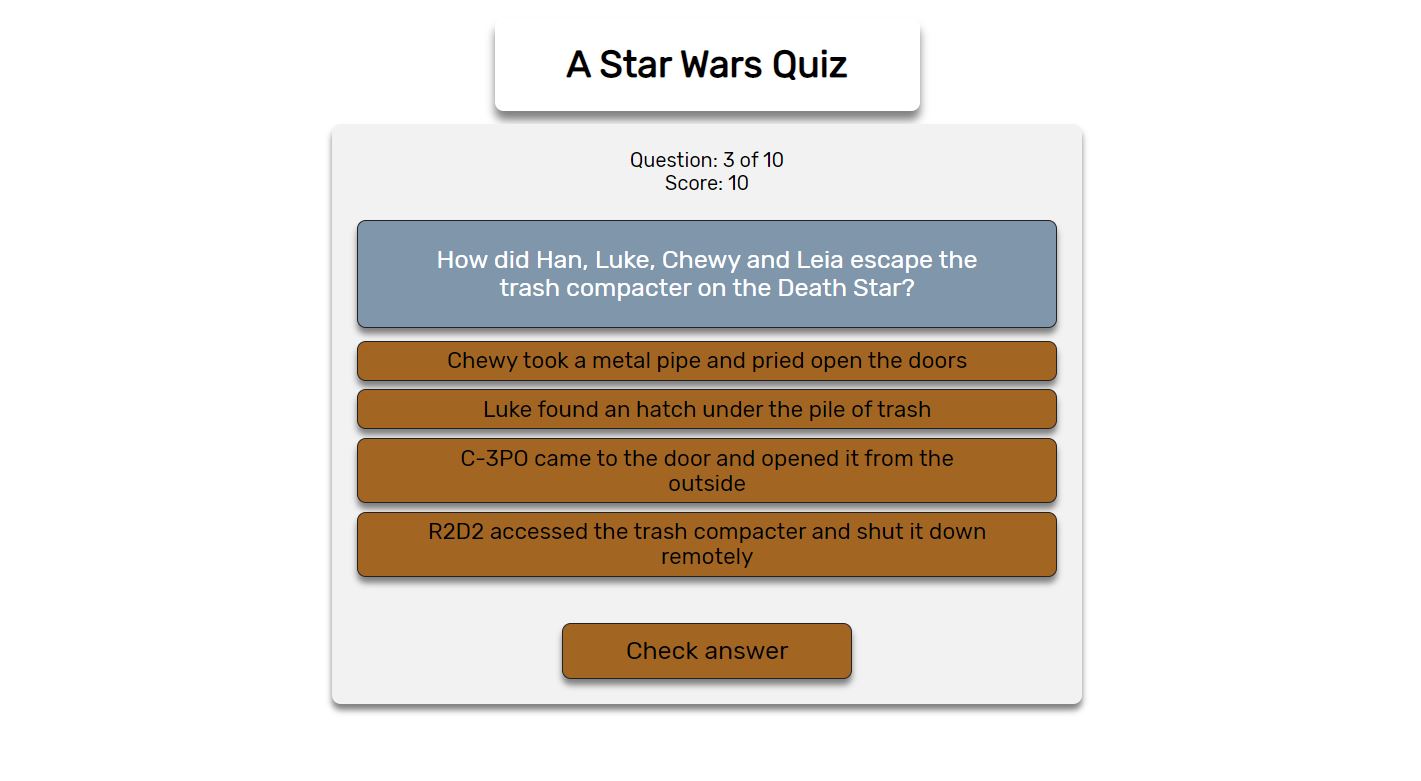 A Star Wars Quiz
Question: 3 of 10
Score: 10
How did Han, Luke, Chewy and Leia escape the
trash compacter on the Death Star?
Chewy took a metal pipe and pried open the doors
Luke found an hatch under the pile of trash
C-3PO came to the door and opened it from the
outside
R2D2 accessed the trash compacter and shut it down
remotely
Check answer